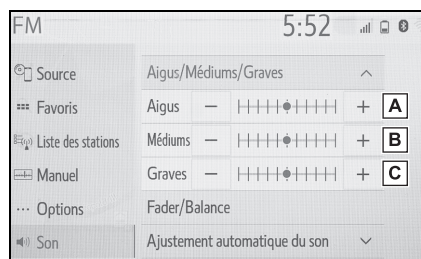 FM 5:52
Source
Favoris
Liste des stations
Manuel
Options
Son
Aigus/Médiums/Graves
Aigus − + A
Médiums − + B
Graves − + C
Fader/Balance
Ajustement automatique du son